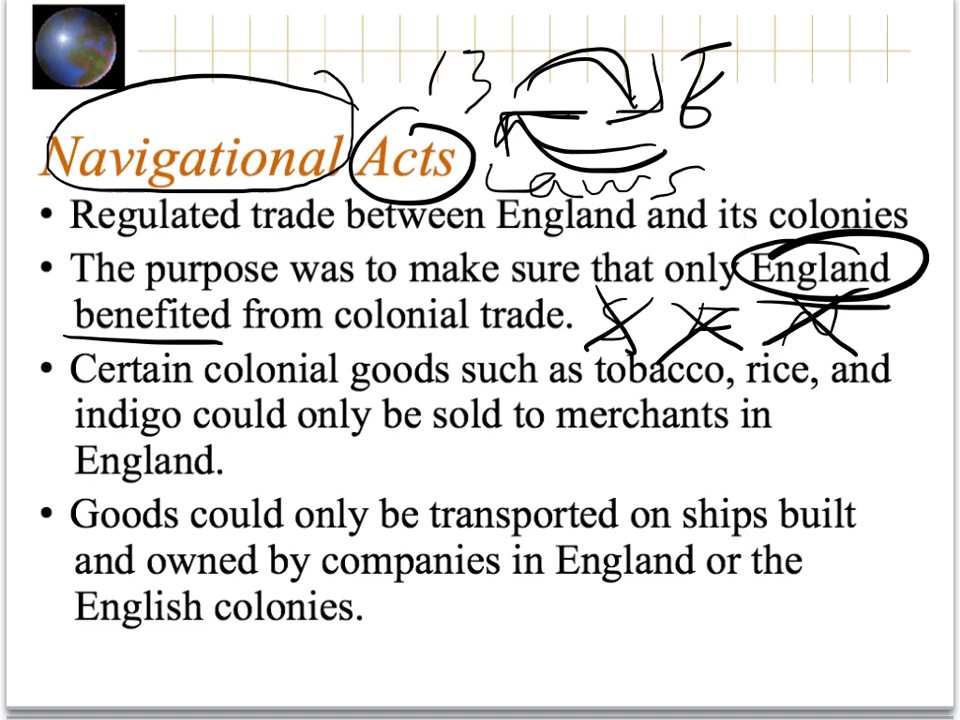 13
Navigational Acts
Laws
• Regulated trade between England and its colonies
• The purpose was to make sure that only England
benefited from colonial trade.
• Certain colonial goods such as tobacco, rice, and
indigo could only be sold to merchants in
England.
• Goods could only be transported on ships built
and owned by companies in England or the
English colonies.